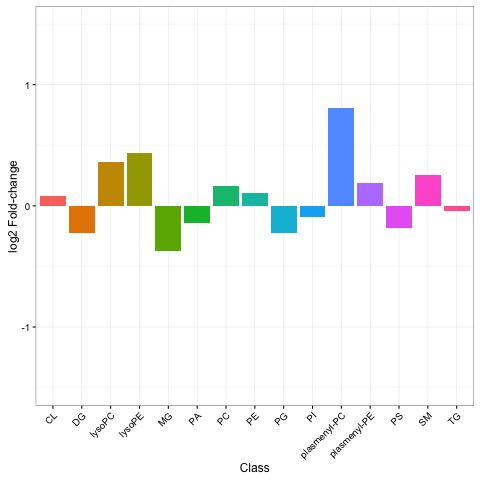 log2 Fold-change
1
0
-1
CL
DG
lysoPC
lysoPE
MG
PA
PC
PE
PG
PI
plasmenyl-PC
plasmenyl-PE
PS
SM
TG
Class